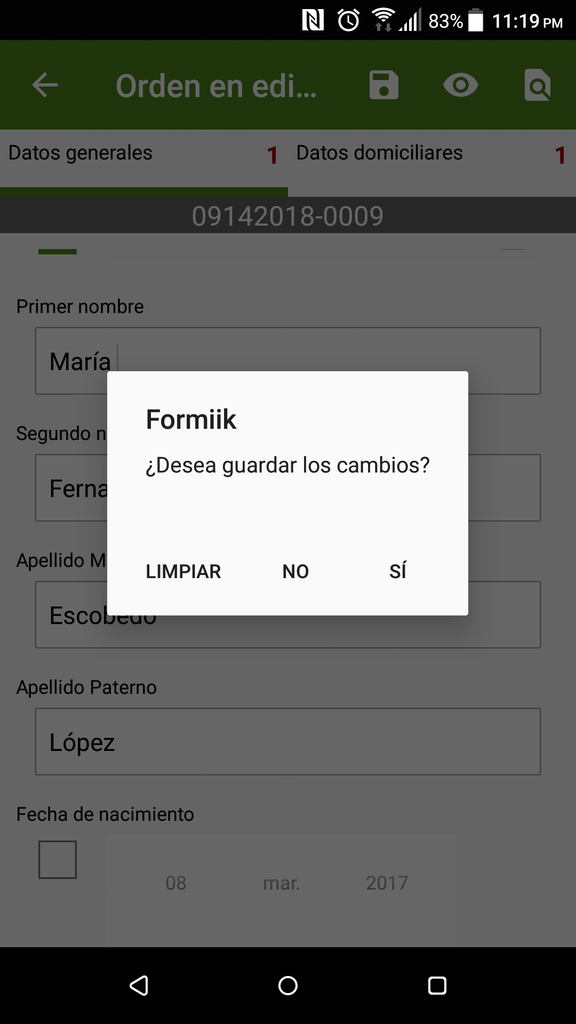 83% 11:19 PM
Orden en edi...
Datos generales 1 Datos domiciliares 1
09142018-0009
Primer nombre
María
Segundo n
Ferna
Formiik
¿Desea guardar los cambios?
LIMPIAR NO SÍ
Apellido M
Escobedo
Apellido Paterno
López
Fecha de nacimiento
08 mar. 2017